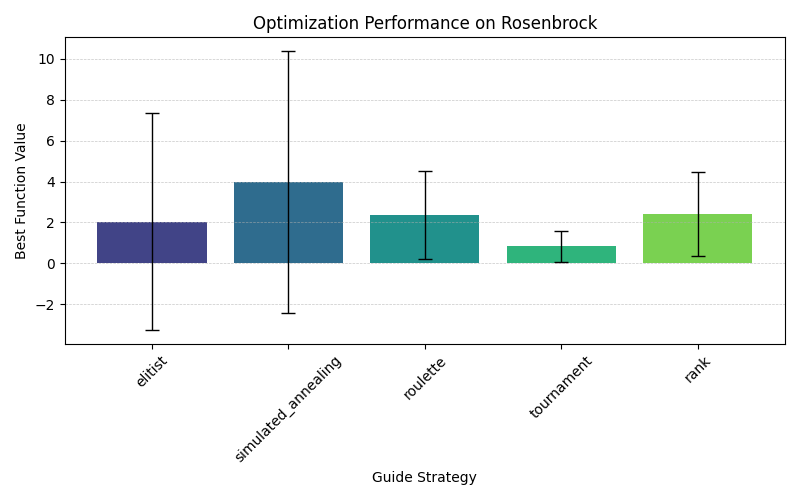 Optimization Performance on Rosenbrock
Best Function Value
10
8
6
4
2
0
−2
elitist
simulated_annealing
roulette
tournament
rank
Guide Strategy